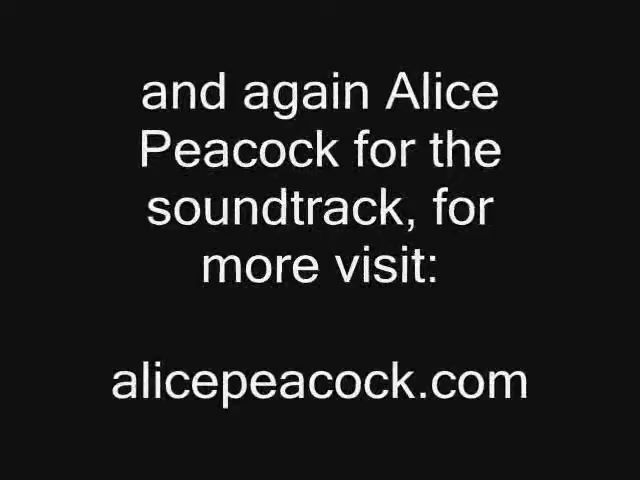 and again Alice
Peacock for the
soundtrack, for
more visit:
alicepeacock.com